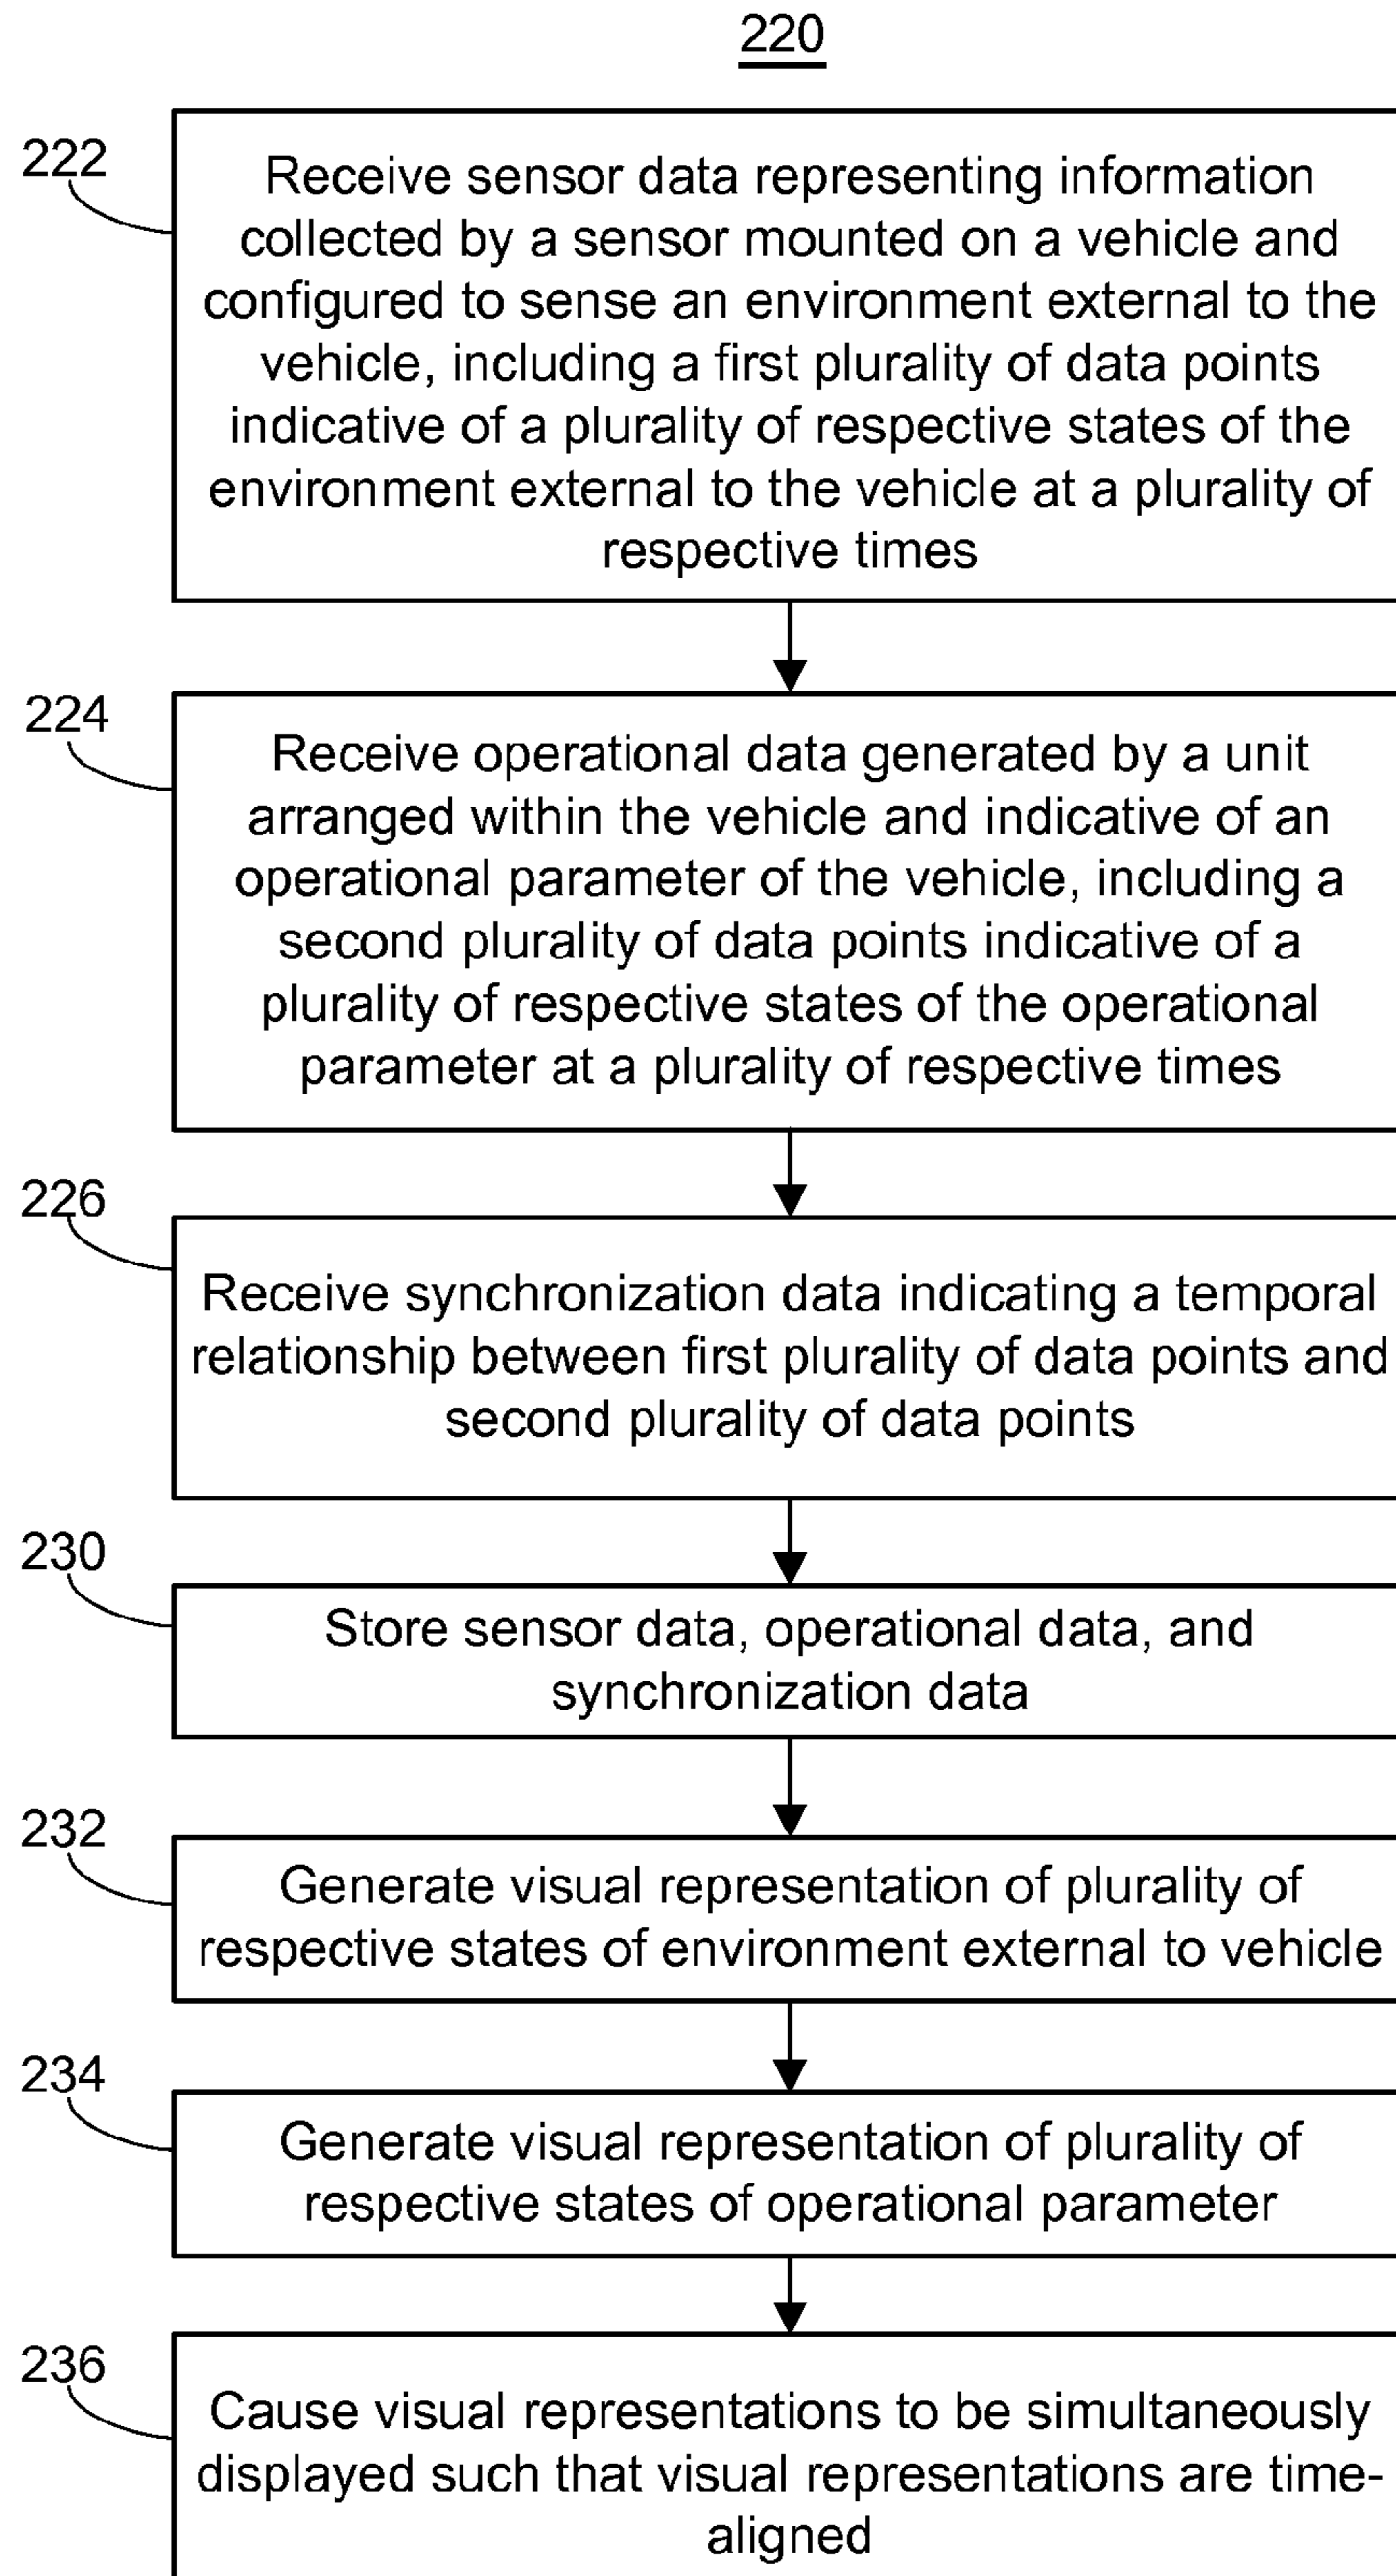 220
222
Receive sensor data representing information
collected by a sensor mounted on a vehicle and
configured to sense an environment external to the
vehicle, including a first plurality of data points
indicative of a plurality of respective states of the
environment external to the vehicle at a plurality of
respective times
224
Receive operational data generated by a unit
arranged within the vehicle and indicative of an
operational parameter of the vehicle, including a
second plurality of data points indicative of a
plurality of respective states of the operational
parameter at a plurality of respective times
226
Receive synchronization data indicating a temporal
relationship between first plurality of data points and
second plurality of data points
230
Store sensor data, operational data, and
synchronization data
232
Generate visual representation of plurality of
respective states of environment external to vehicle
234
Generate visual representation of plurality of
respective states of operational parameter
236
Cause visual representations to be simultaneously
displayed such that visual representations are time-
aligned